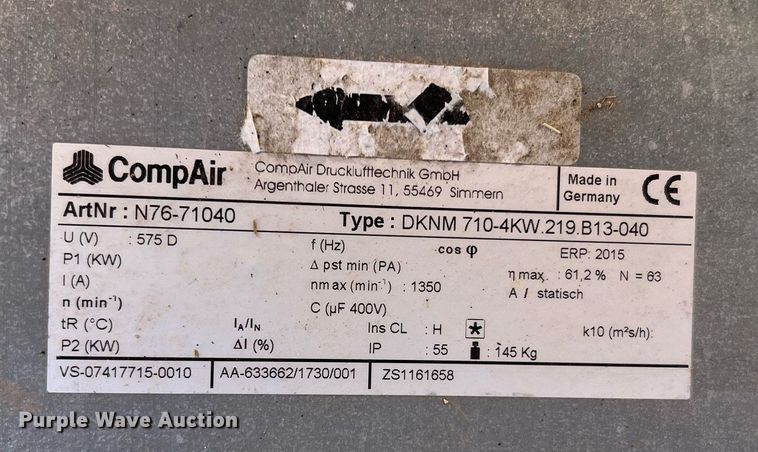 CompAir
CompAir Drucklufttechnik GmbH
Argenthaler Strasse 11, 55469 Simmern
Made in Germany CE
ArtNr : N76-71040 Type : DKNM 710-4KW.219.B13-040
U (V) : 575 D f (Hz) cos φ ERP: 2015
P1 (KW) Δ pst min (PA) η max : 61,2 % N = 63
I (A) nmax (min⁻¹) : 1350 A / statisch
n (min⁻¹) C (µF 400V)
tR (°C) IA/IN Ins CL : H * k10 (m²s/h):
P2 (KW) ΔI (%) IP : 55 : 145 Kg
VS-07417715-0010 AA-633662/1730/001 ZS1161658
Purple Wave Auction